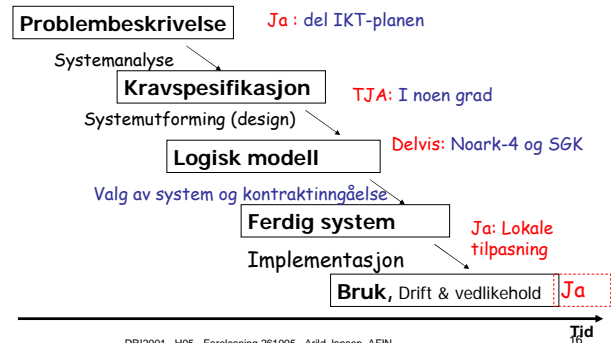 Problembeskrivelse
Ja : del IKT-planen
Systemanalyse
Kravspesifikasjon
TJA: I noen grad
Systemutforming (design)
Delvis: Noark-4 og SGK
Logisk modell
Valg av system og kontraktinngåelse
Ferdig system
Ja: Lokale
tilpasning
Implementasjon
Bruk, Drift & vedlikehold
Ja
Tid
16